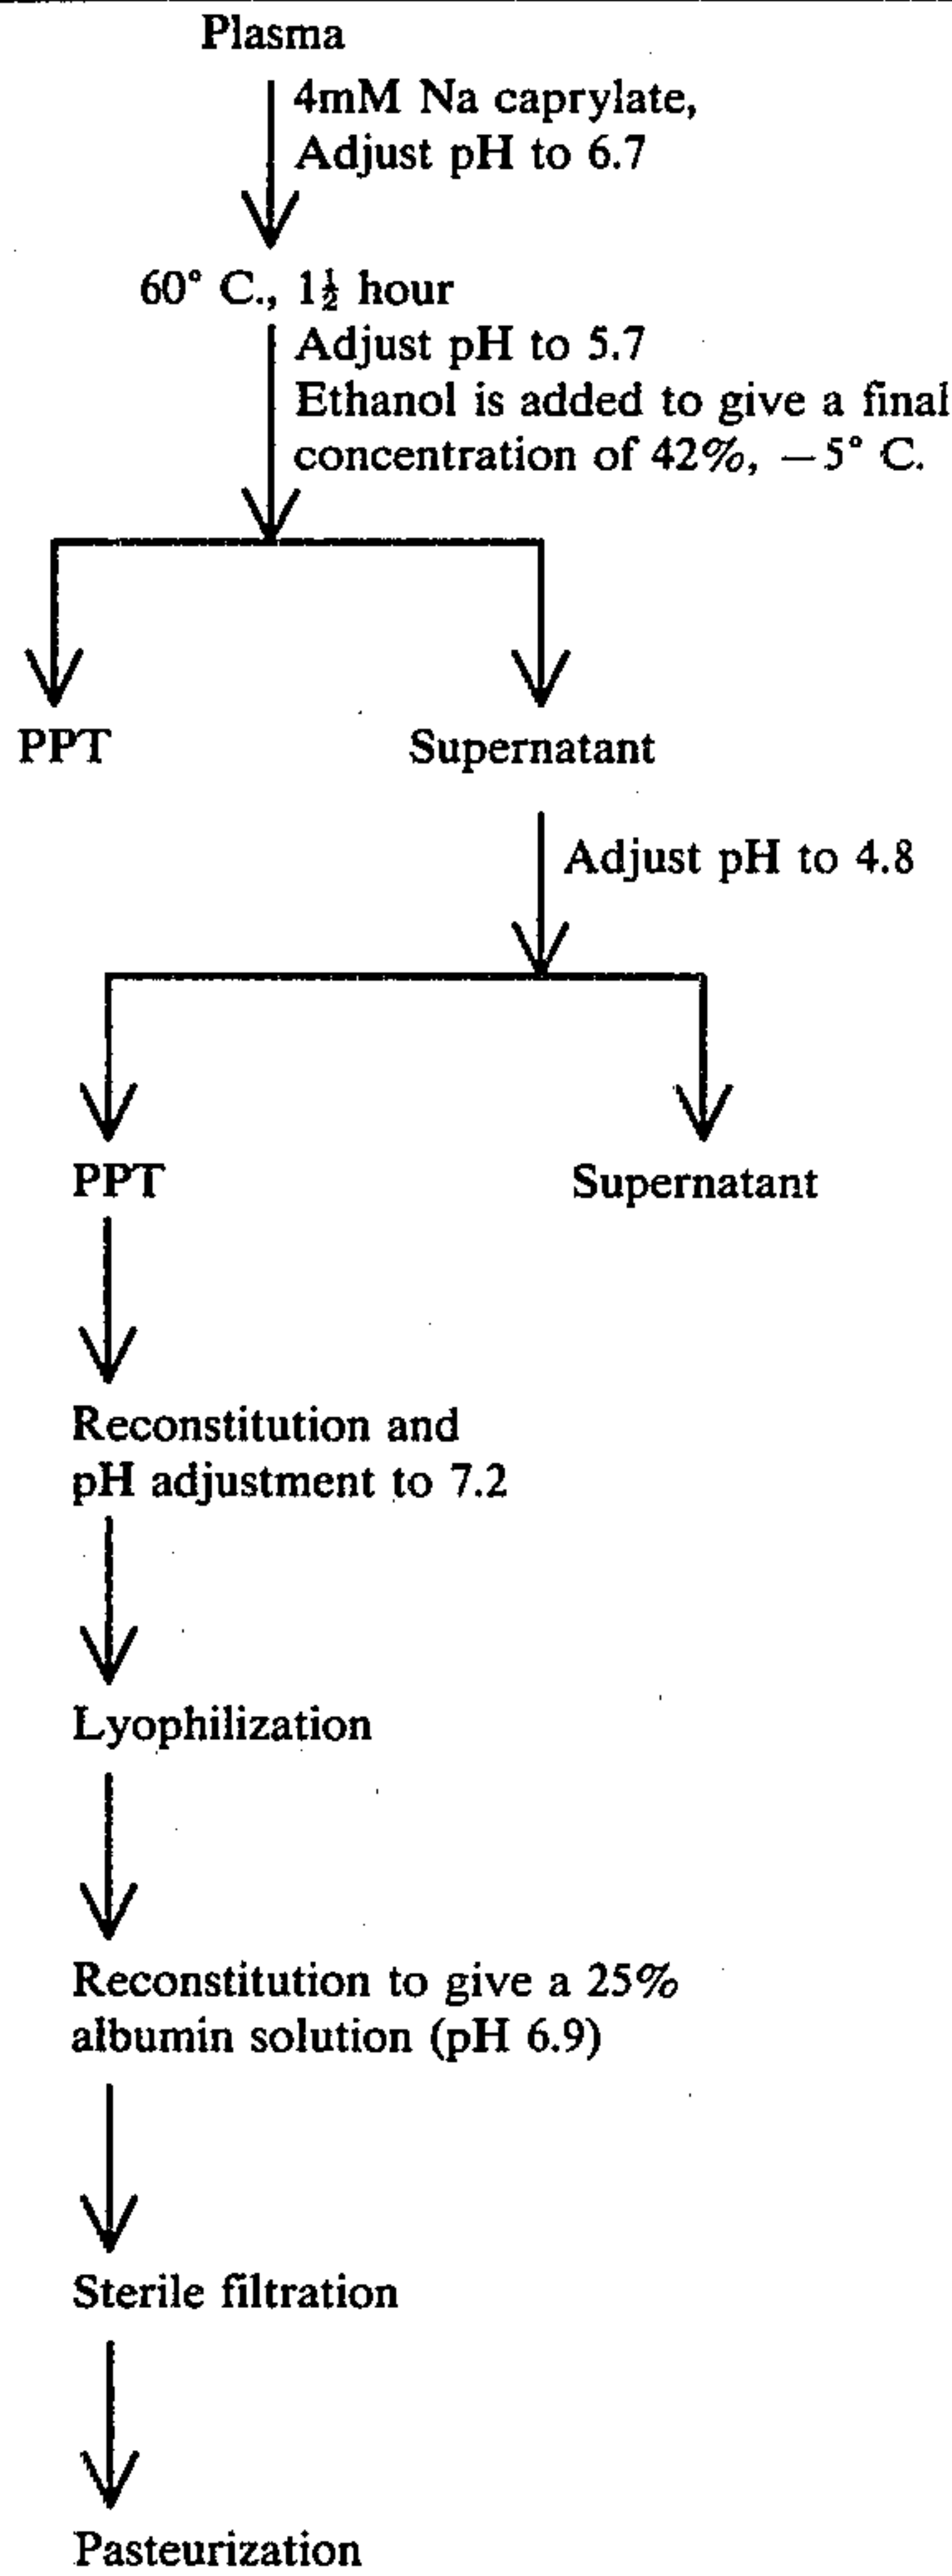 Plasma
4mM Na caprylate,
Adjust pH to 6.7
60° C., 1½ hour
Adjust pH to 5.7
Ethanol is added to give a final
concentration of 42%, −5° C.
PPT
Supernatant
Adjust pH to 4.8
PPT
Supernatant
Reconstitution and
pH adjustment to 7.2
Lyophilization
Reconstitution to give a 25%
albumin solution (pH 6.9)
Sterile filtration
Pasteurization